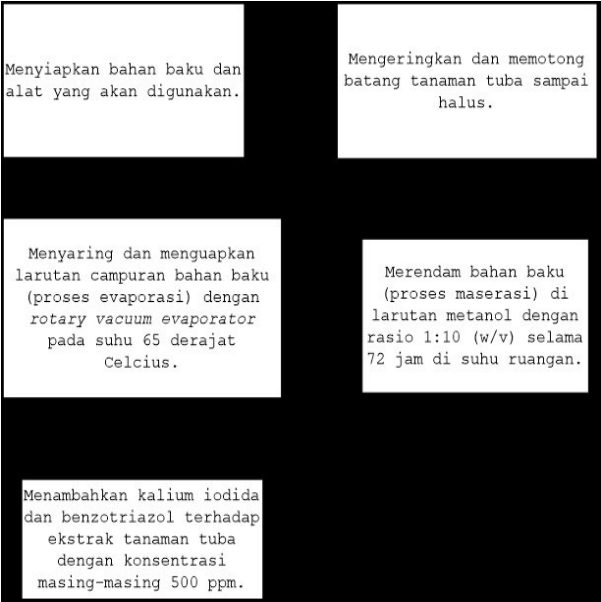 Menyiapkan bahan baku dan
alat yang akan digunakan.
Mengeringkan dan memotong
batang tanaman tuba sampai
halus.
Merendam bahan baku
(proses maserasi) di
larutan metanol dengan
rasio 1:10 (w/v) selama
72 jam di suhu ruangan.
Menyaring dan menguapkan
larutan campuran bahan baku
(proses evaporasi) dengan
rotary vacuum evaporator
pada suhu 65 derajat
Celcius.
Menambahkan kalium iodida
dan benzotriazol terhadap
ekstrak tanaman tuba
dengan konsentrasi
masing-masing 500 ppm.